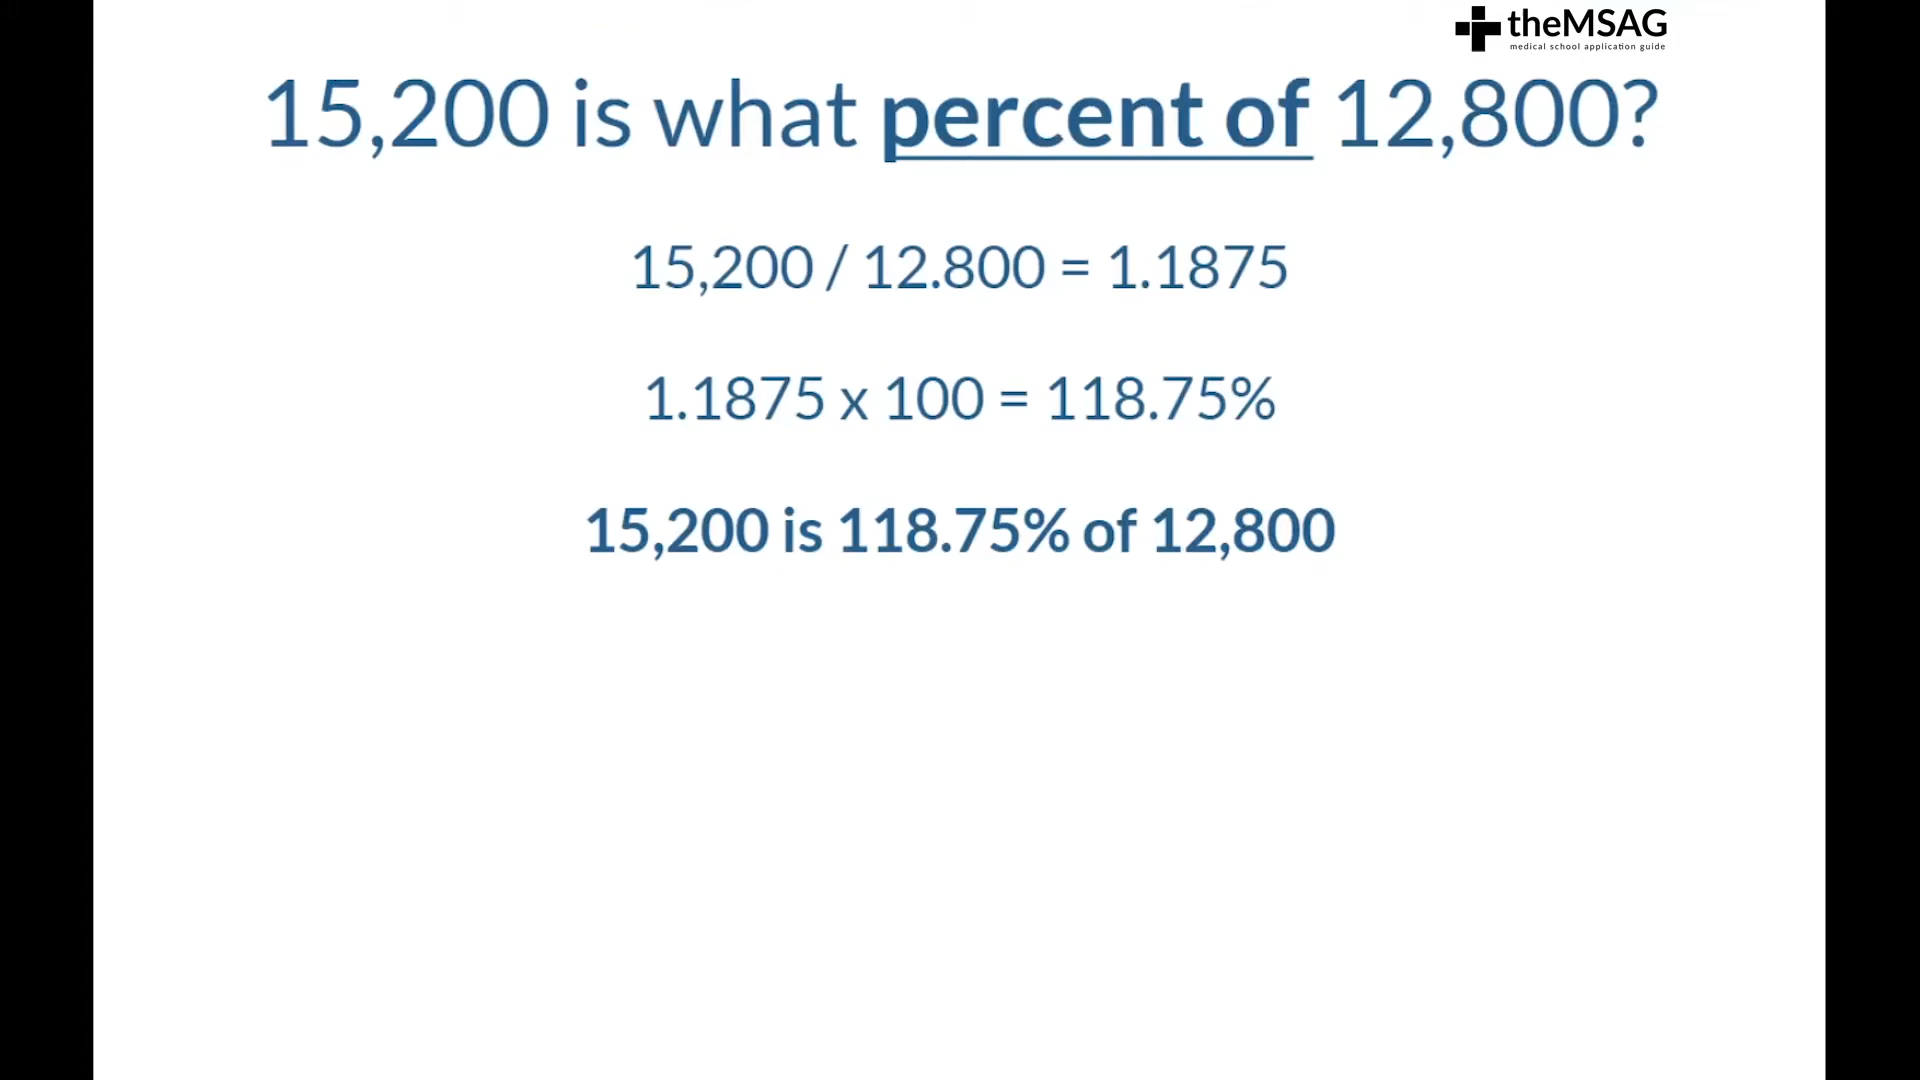 theMSAG
medical school application guide
15,200 is what percent of 12,800?
15,200 / 12.800 = 1.1875
1.1875 x 100 = 118.75%
15,200 is 118.75% of 12,800